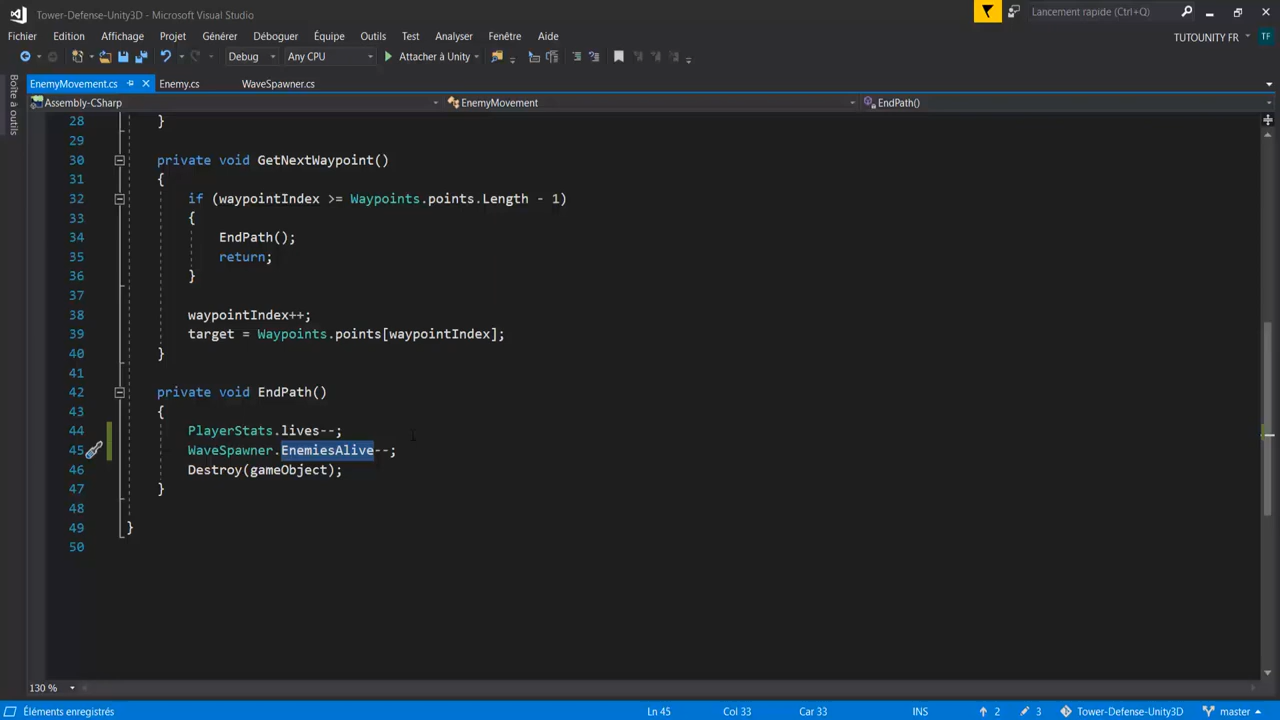 Tower-Defense-Unity3D - Microsoft Visual Studio
Lancement rapide (Ctrl+Q)
Fichier Edition Affichage Projet Générer Déboguer Équipe Outils Test Analyser Fenêtre Aide
TUTOUNITY FR TF
Debug Any CPU Attacher à Unity
Boîte à outils
EnemyMovement.cs Enemy.cs WaveSpawner.cs
Assembly-CSharp EnemyMovement EndPath()
28 }
29
30 private void GetNextWaypoint()
31 {
32 if (waypointIndex >= Waypoints.points.Length - 1)
33 {
34 EndPath();
35 return;
36 }
37
38 waypointIndex++;
39 target = Waypoints.points[waypointIndex];
40 }
41
42 private void EndPath()
43 {
44 PlayerStats.lives--;
45 WaveSpawner.EnemiesAlive--;
46 Destroy(gameObject);
47 }
48
49 }
50
130 %
Éléments enregistrés Ln 45 Col 33 Car 33 INS 2 3 Tower-Defense-Unity3D master